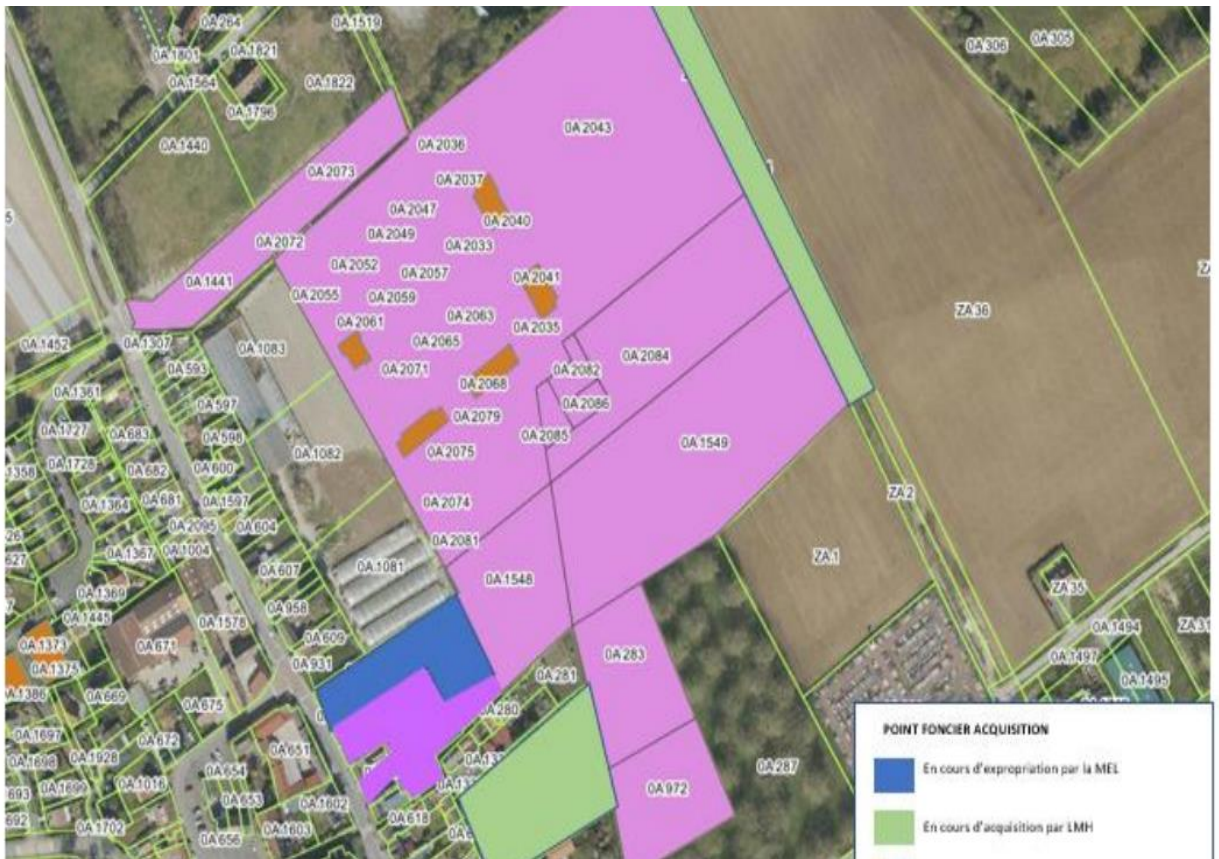 0A 264
0A 1519
0A 1801
0A 1821
0A 1564
0A 1822
0A 1796
0A 1440
0A 306
0A 305
0A 2043
0A 2036
0A 2073
0A 2037
0A 2047
0A 2040
0A 2049
0A 2033
0A 2072
0A 2052
0A 2057
0A 2041
0A 1441
0A 2055
0A 2059
0A 2061
0A 2063
0A 2035
ZA 36
0A 1452
0A 1307
0A 1083
0A 2065
0A 2084
0A 593
0A 2071
0A 2082
0A 2068
0A 1361
0A 597
0A 2086
0A 2079
0A 1727
0A 683
0A 598
0A 2085
0A 1549
0A 1082
0A 2075
0A 1728
0A 682
0A 600
0A 1364
0A 681
0A 1597
0A 2074
ZA 2
0A 2095
0A 604
0A 2081
0A 1367
0A 1004
ZA 1
0A 607
0A 1081
0A 1548
0A 1369
ZA 35
0A 958
0A 1445
0A 1578
0A 1494
ZA 31
0A 1373
0A 671
0A 609
0A 283
0A 1497
0A 1375
0A 931
0A 281
0A 1495
0A 1386
0A 669
0A 675
0A 280
0A 1697
0A 672
0A 1698
0A 1928
0A 651
0A 287
0A 654
0A 1699
0A 1016
0A 972
0A 653
0A 1602
0A 618
0A 1702
0A 1603
0A 656
POINT FONCIER ACQUISITION
En cours d'expropriation par la MEL
En cours d'acquisition par LMH